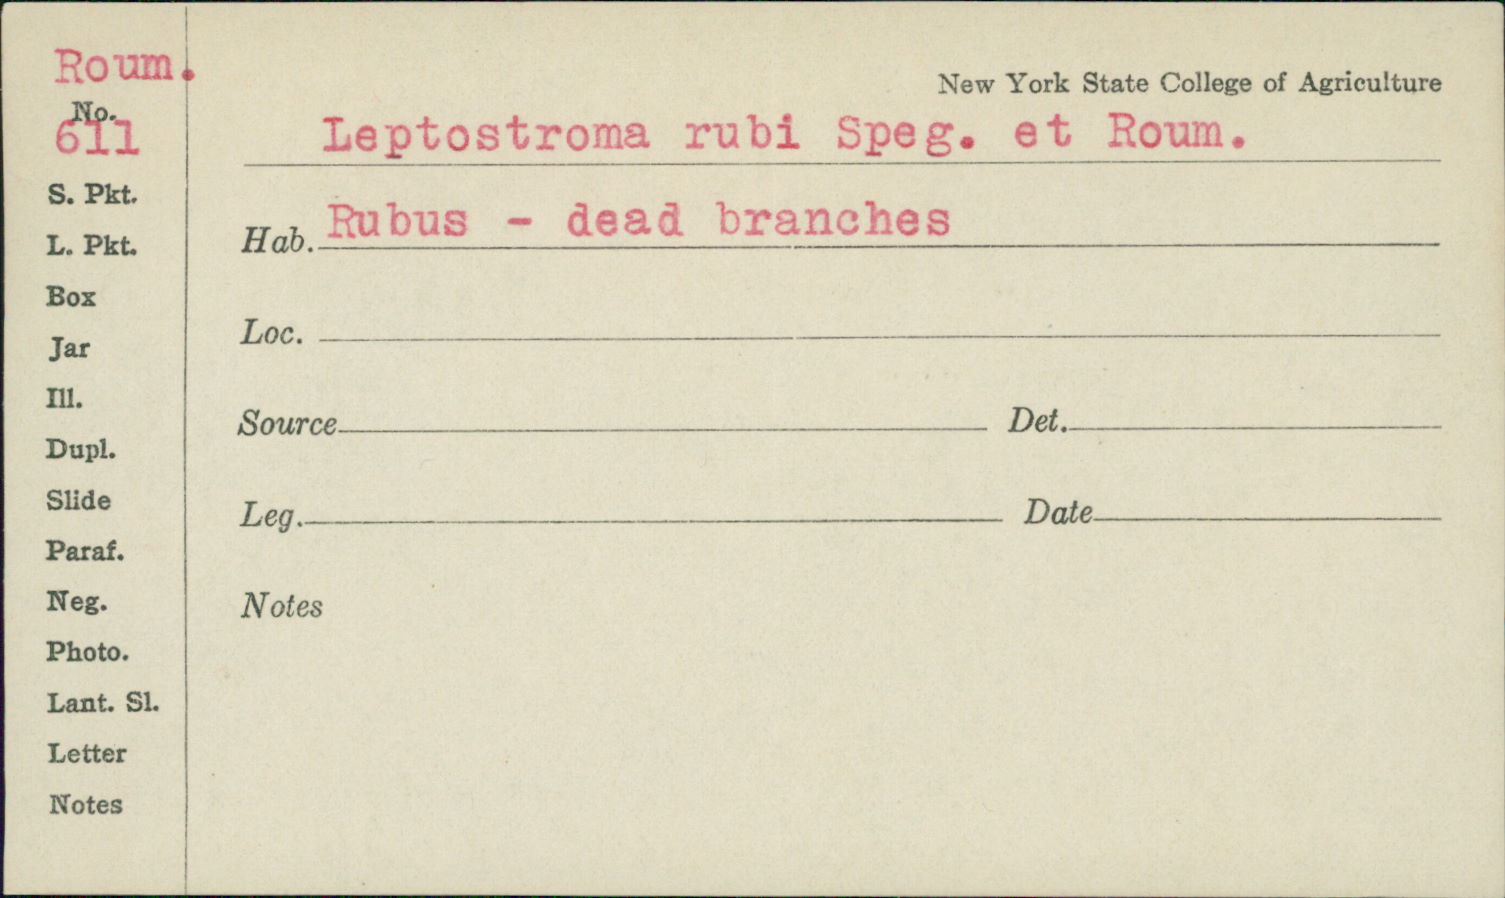 Roum.
No.
611
S. Pkt.
L. Pkt.
Box
Jar
Ill.
Dupl.
Slide
Paraf.
Neg.
Photo.
Lant. Sl.
Letter
Notes
New York State College of Agriculture
Leptostroma rubi Speg. et Roum.
Hab. Rubus - dead branches
Loc.
Source Det.
Leg. Date
Notes